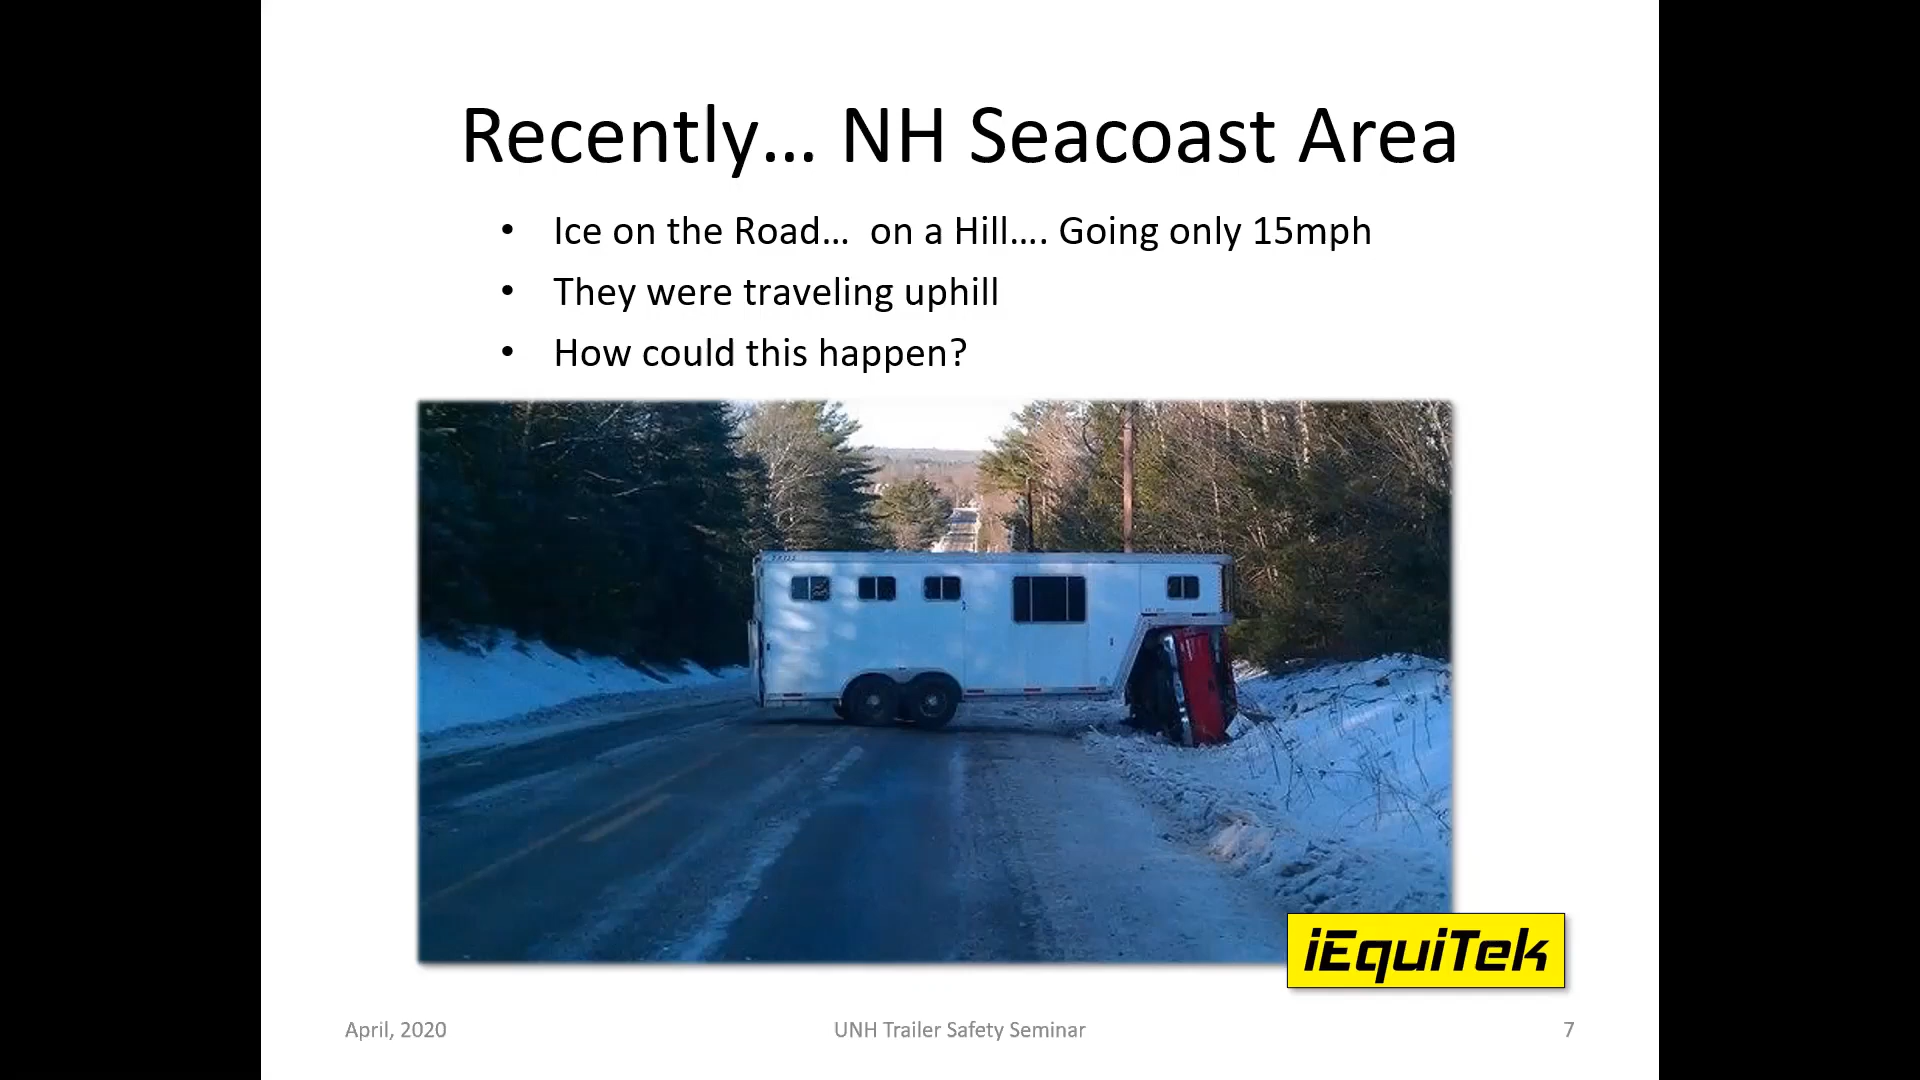 Recently… NH Seacoast Area
• Ice on the Road…  on a Hill…. Going only 15mph
• They were traveling uphill
• How could this happen?
iEquiTek
April, 2020
UNH Trailer Safety Seminar
7